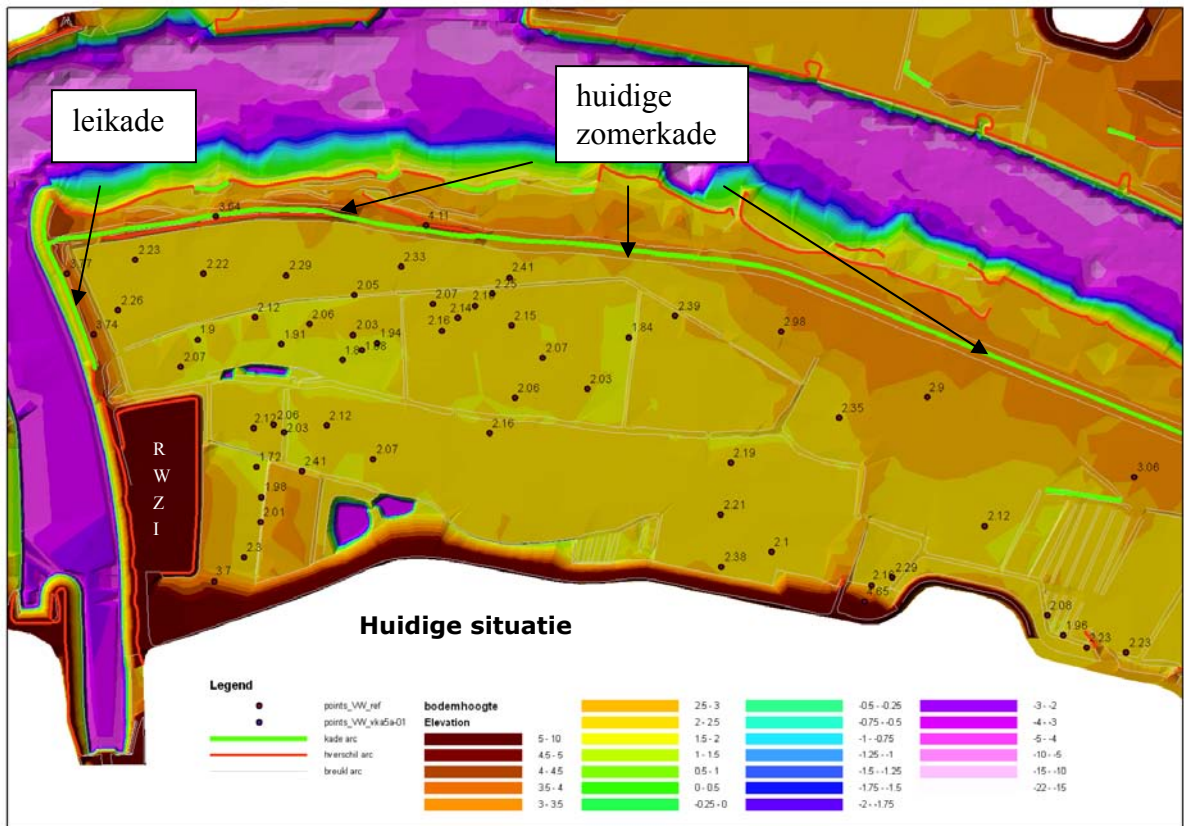 leikade
huidige
zomerkade
3.64
4.11
2.23
2.22
2.29
2.33
2.41
2.25
2.26
2.05
2.07
2.14
2.16
2.15
2.39
2.98
3.74
2.12
2.06
2.03
1.94
1.9
1.91
1.84
2.07
2.07
2.06
2.03
2.9
2.35
2.12
2.06
2.03
2.12
2.16
2.07
1.72
2.41
2.19
3.06
1.98
2.01
2.21
2.12
2.3
2.38
2.1
3.7
2.29
4.65
2.08
1.96
2.23
2.23
R
W
Z
I
Huidige situatie
Legend
points_VW_ref
points_VW_vka5a-01
kade arc
hverschil arc
breukl arc
bodemhoogte
Elevation
5 - 10
4.5 - 5
4 - 4.5
3.5 - 4
3 - 3.5
2.5 - 3
2 - 2.5
1.5 - 2
1 - 1.5
0.5 - 1
0 - 0.5
-0.25 - 0
-0.5 - -0.25
-0.75 - -0.5
-1 - -0.75
-1.25 - -1
-1.5 - -1.25
-1.75 - -1.5
-2 - -1.75
-3 - -2
-4 - -3
-5 - -4
-10 - -5
-15 - -10
-22 - -15